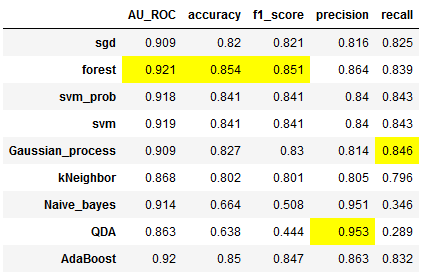 AU_ROC accuracy f1_score precision recall
sgd 0.909 0.82 0.821 0.816 0.825
forest 0.921 0.854 0.851 0.864 0.839
svm_prob 0.918 0.841 0.841 0.84 0.843
svm 0.919 0.841 0.841 0.84 0.843
Gaussian_process 0.909 0.827 0.83 0.814 0.846
kNeighbor 0.868 0.802 0.801 0.805 0.796
Naive_bayes 0.914 0.664 0.508 0.951 0.346
QDA 0.863 0.638 0.444 0.953 0.289
AdaBoost 0.92 0.85 0.847 0.863 0.832